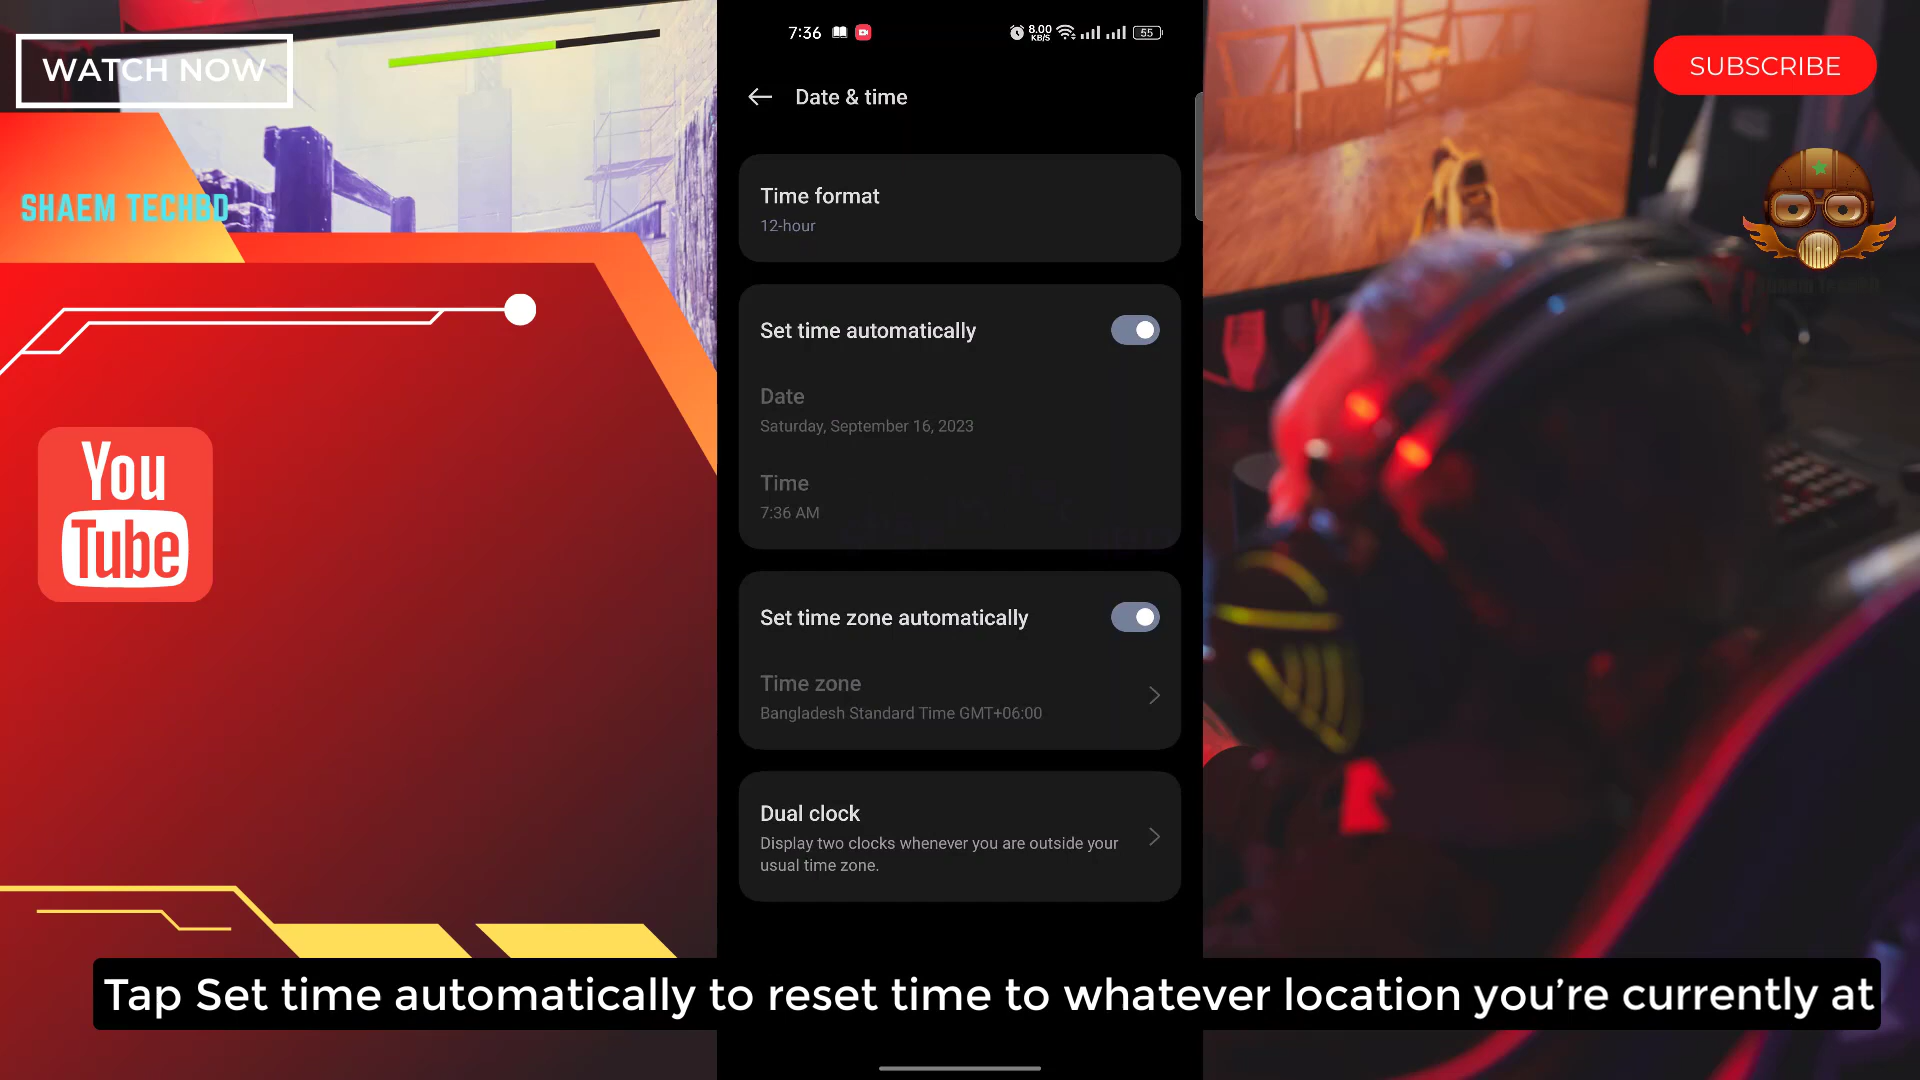 WATCH NOW
SHAEM TECHBD
You
Tube
7:36
8.00
KB/S
55
Date & time
Time format
12-hour
Set time automatically
Date
Saturday, September 16, 2023
Time
7:36 AM
Set time zone automatically
Time zone
Bangladesh Standard Time GMT+06:00
Dual clock
Display two clocks whenever you are outside your
usual time zone.
SUBSCRIBE
Tap Set time automatically to reset time to whatever location you’re currently at